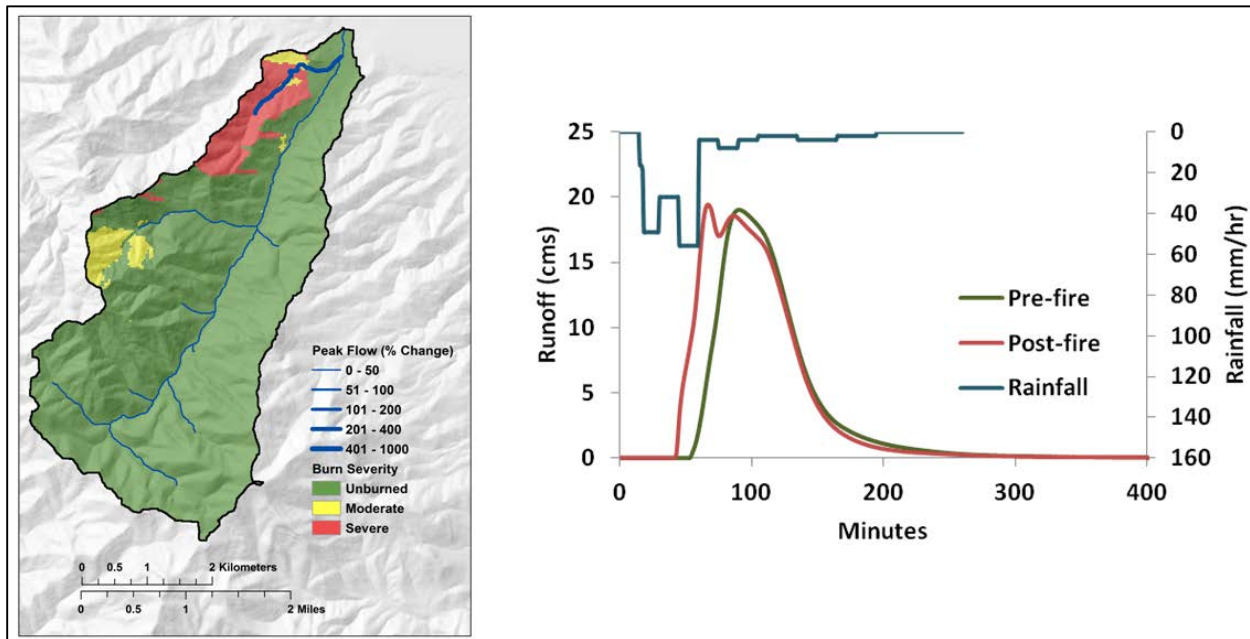 Peak Flow (% Change)
0 - 50
51 - 100
101 - 200
201 - 400
401 - 1000
Burn Severity
Unburned
Moderate
Severe
0 0.5 1 2 Kilometers
0 0.5 1 2 Miles
25 0
20 20
40
15 60
80
10 100
120
5 140
0 160
0 100 200 300 400
Runoff (cms)
Rainfall (mm/hr)
Minutes
Pre-fire
Post-fire
Rainfall